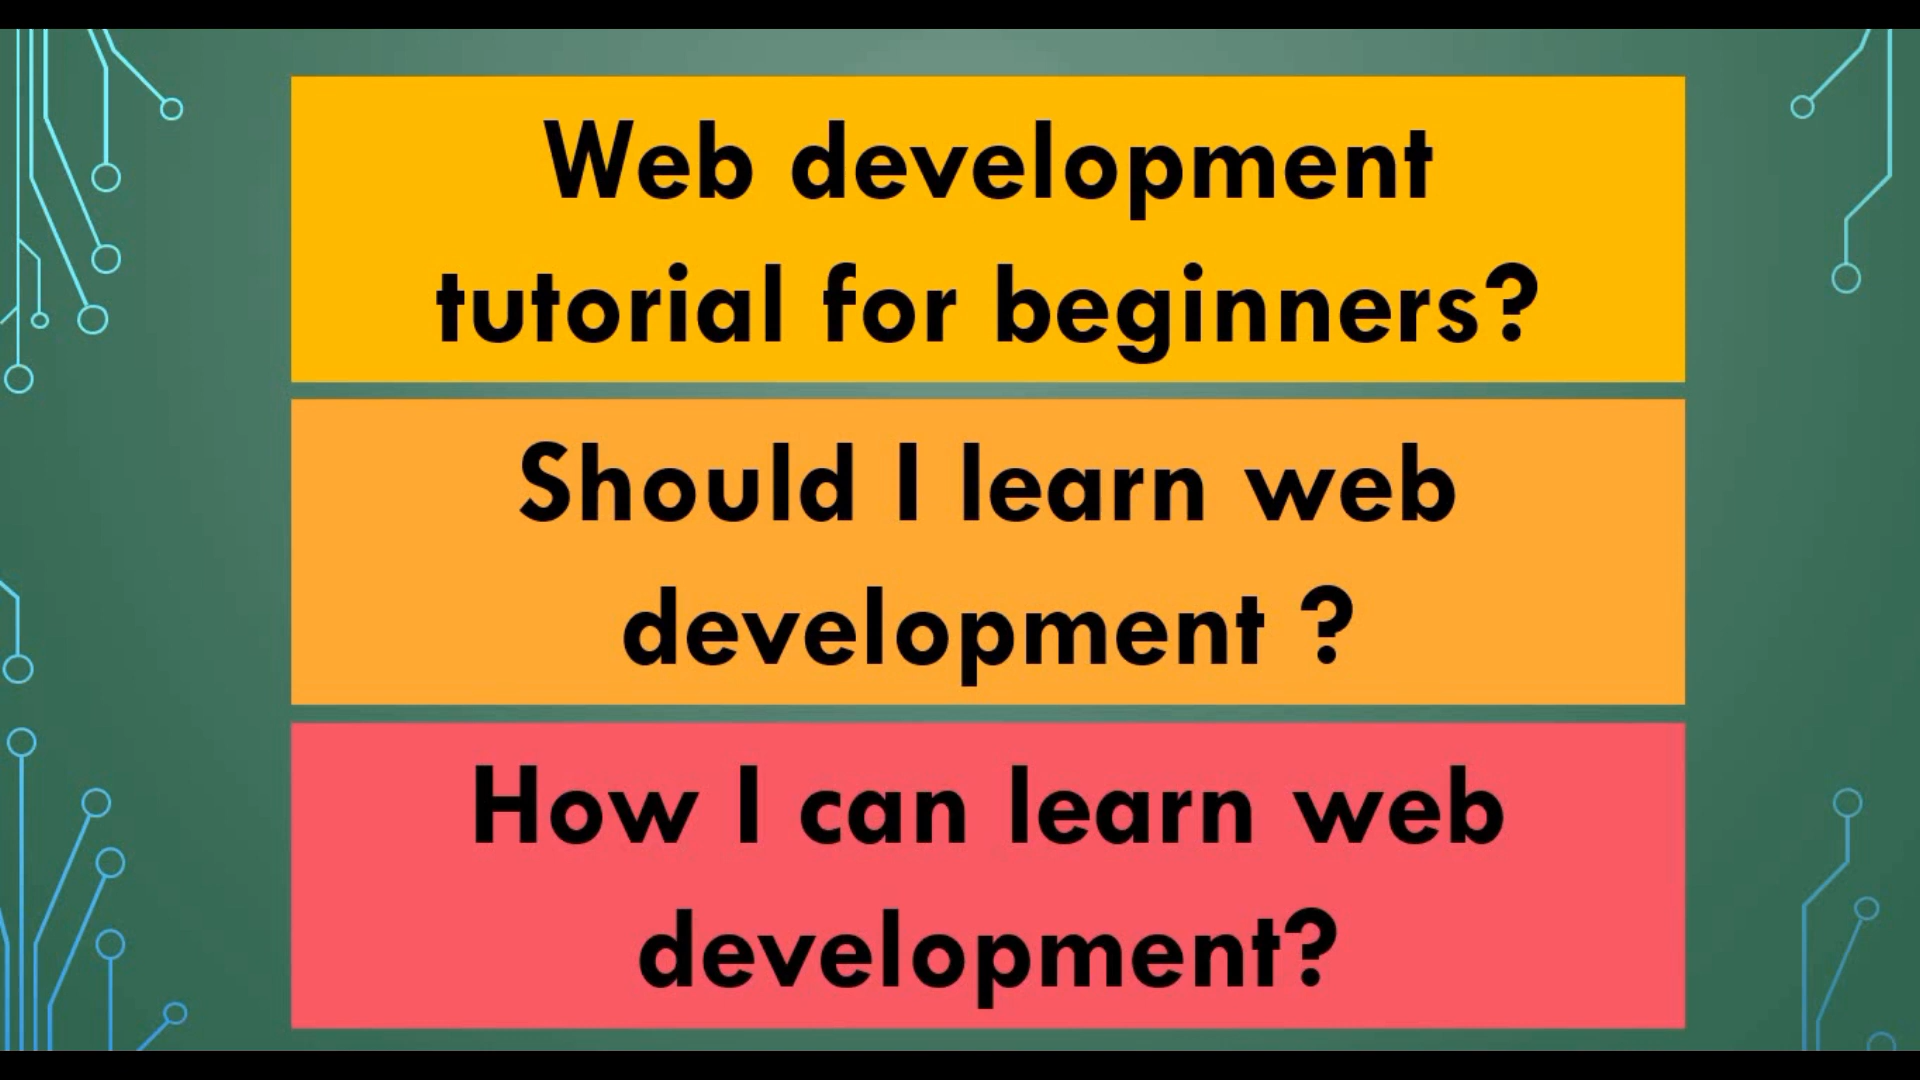 Web development
tutorial for beginners?
Should I learn web
development ?
How I can learn web
development?